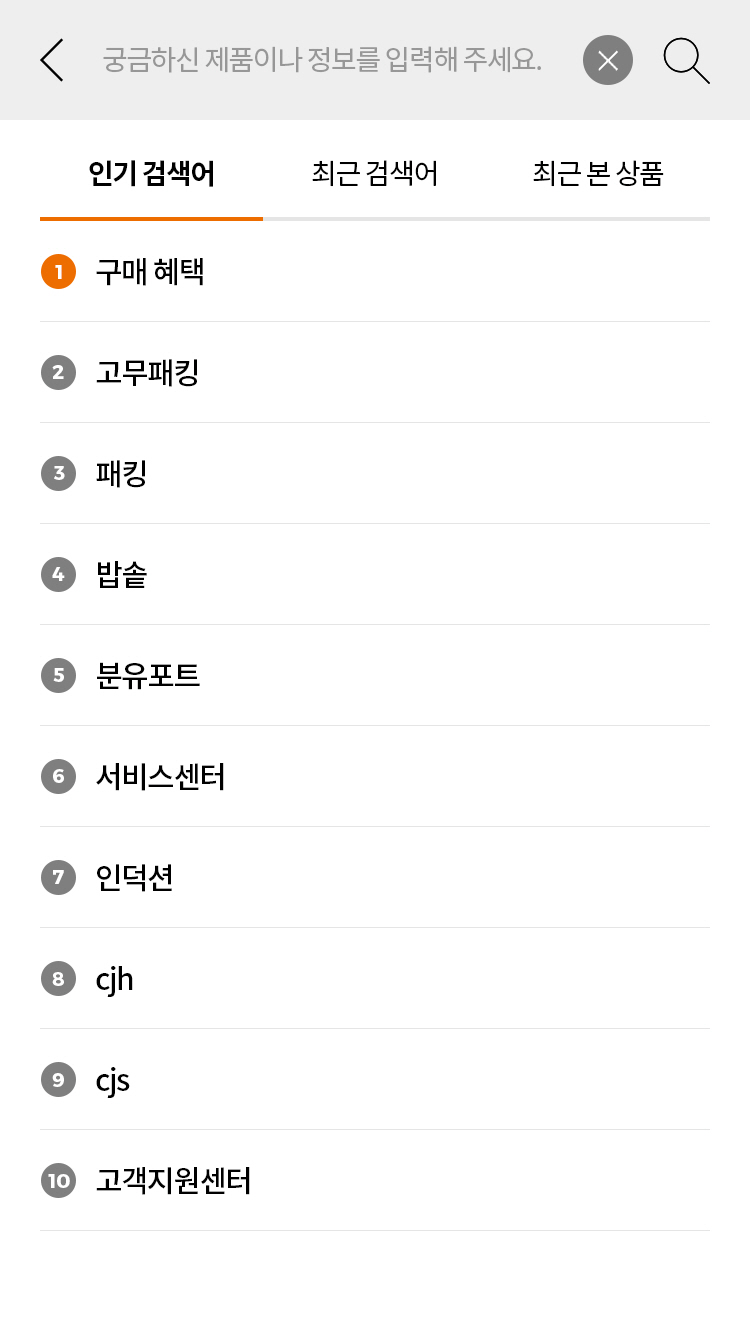 궁금하신 제품이나 정보를 입력해 주세요.
인기 검색어 최근 검색어 최근 본 상품
1 구매 혜택
2 고무패킹
3 패킹
4 밥솥
5 분유포트
6 서비스센터
7 인덕션
8 cjh
9 cjs
10 고객지원센터